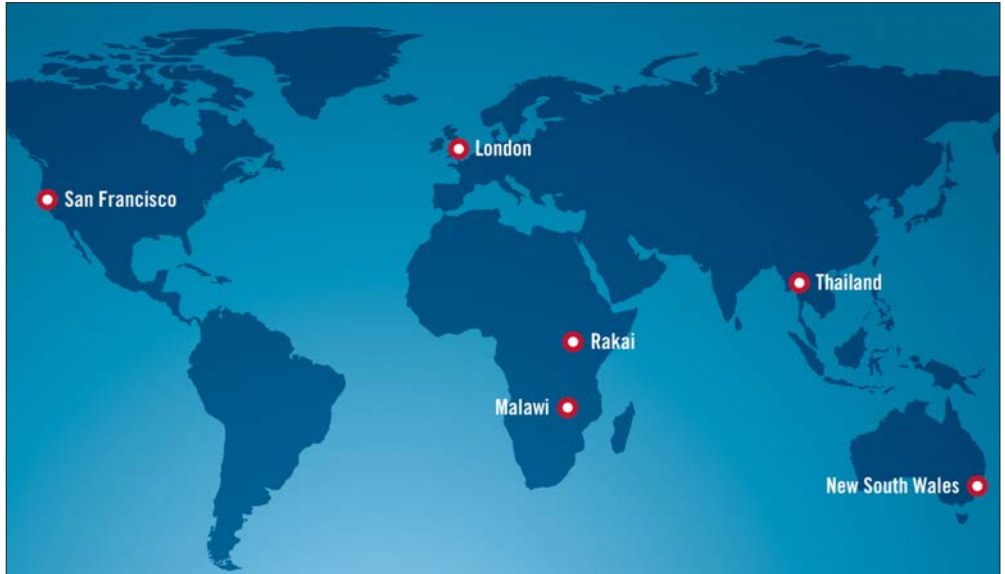 London
San Francisco
Thailand
Rakai
Malawi
New South Wales